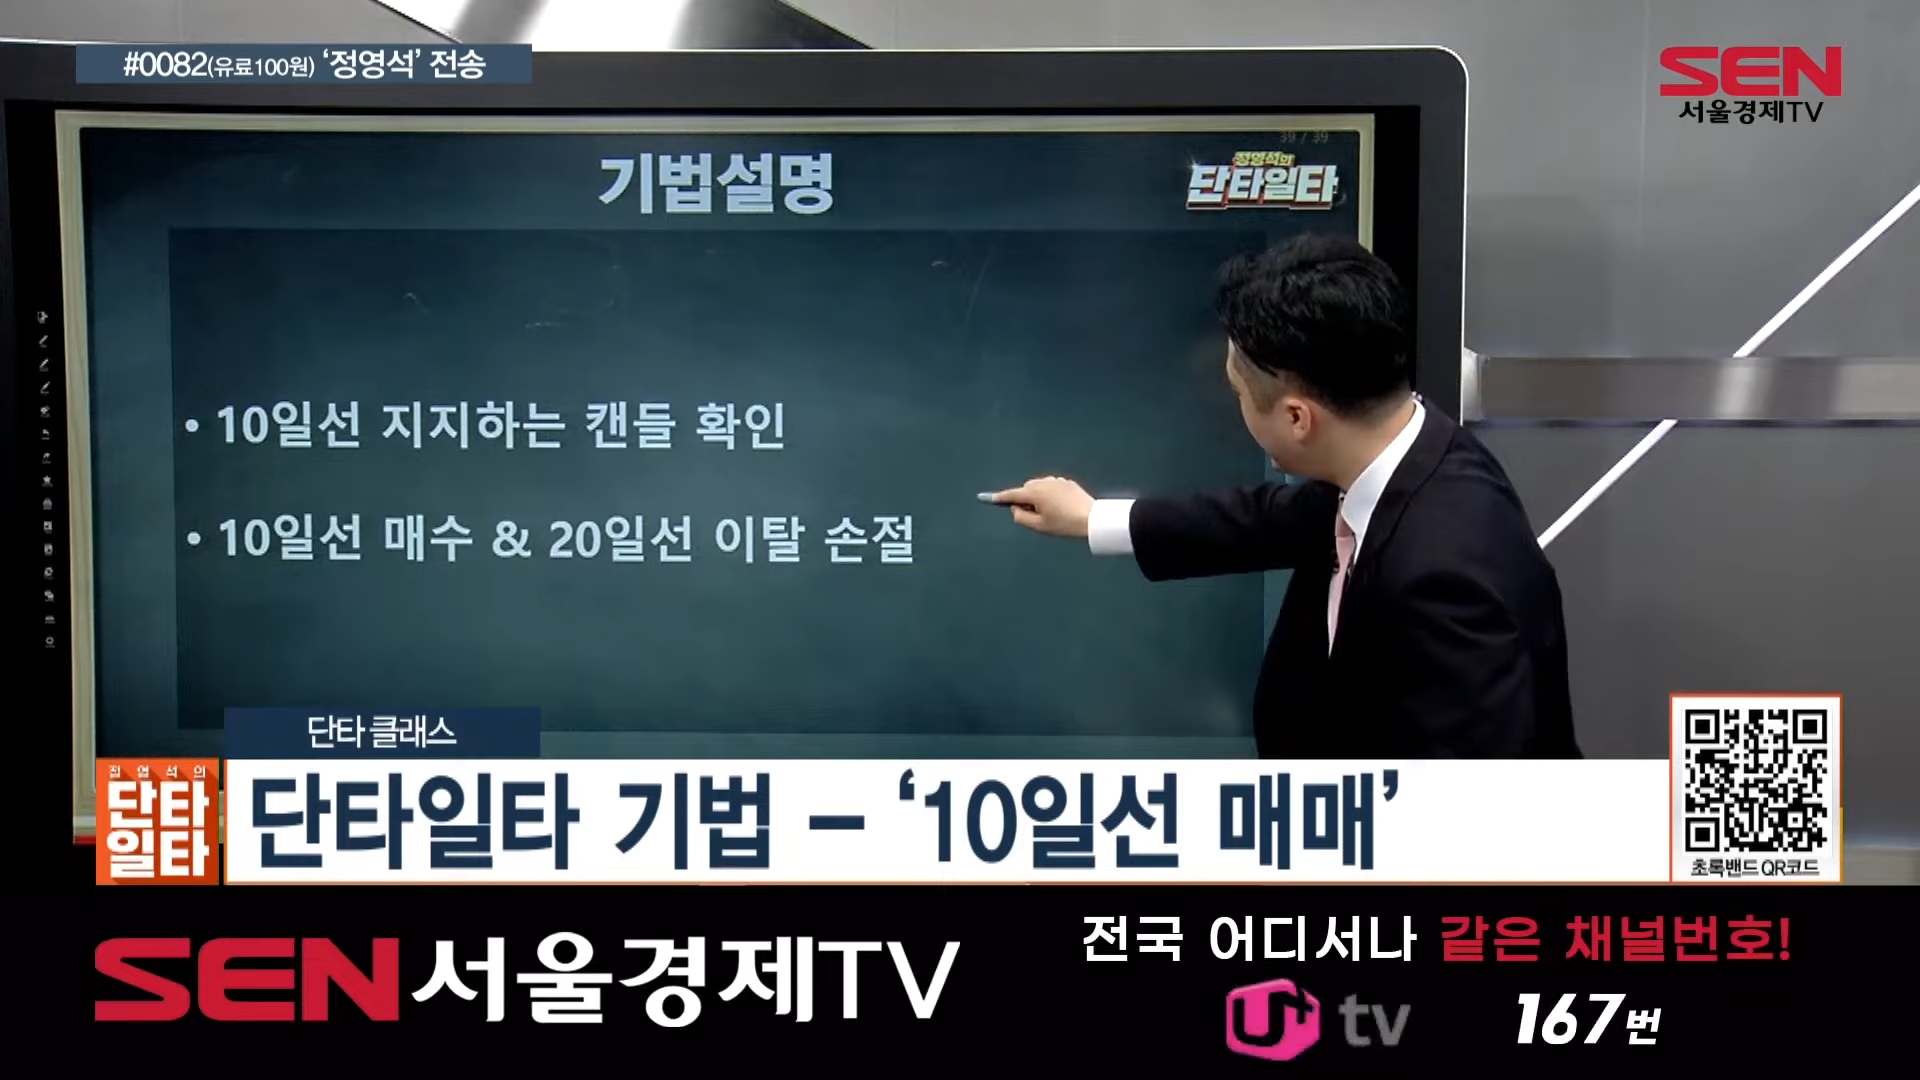 #0082(유료100원) ‘정영석’ 전송
SEN
서울경제TV
39 / 39
기법설명
정영석의
단타일타
• 10일선 지지하는 캔들 확인
• 10일선 매수 & 20일선 이탈 손절
단타 클래스
정영석의
단타
일타
단타일타 기법 – ‘10일선 매매’
초록밴드 QR코드
SEN서울경제TV
전국 어디서나 같은 채널번호!
U+ tv
167번